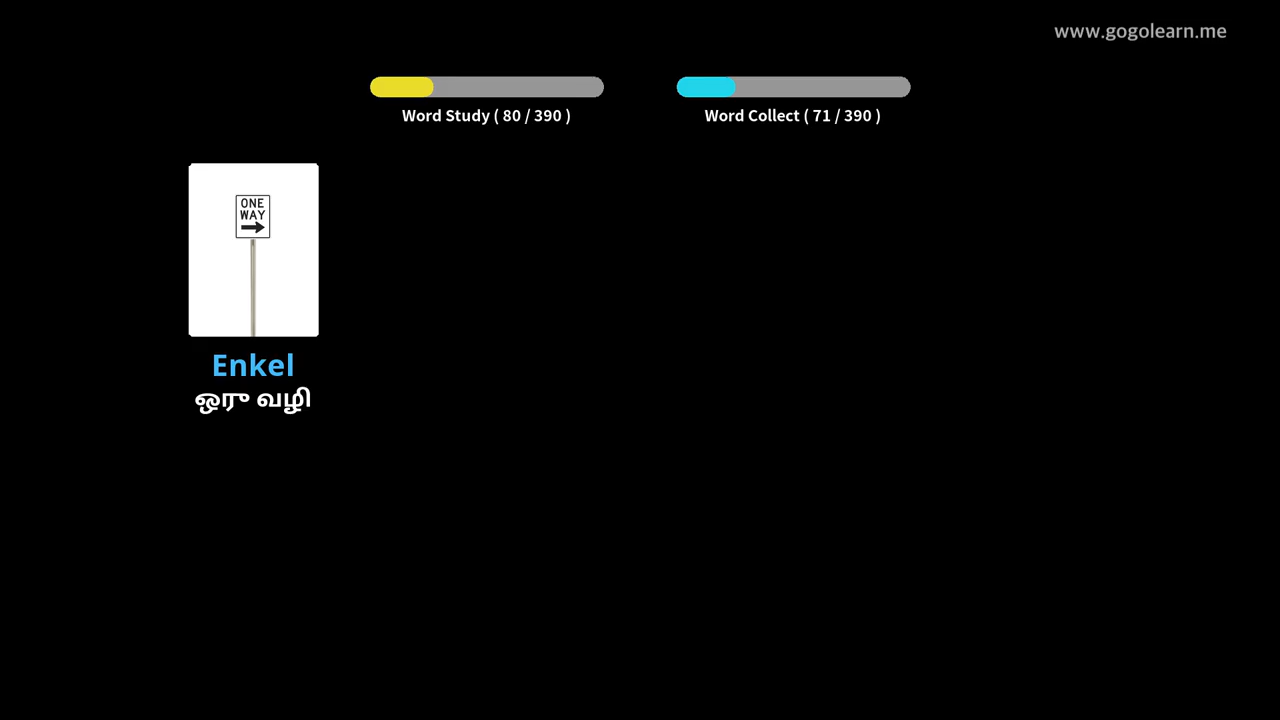 www.gogolearn.me
Word Study ( 80 / 390 )
Word Collect ( 71 / 390 )
ONE
WAY
Enkel
ஒரு வழி